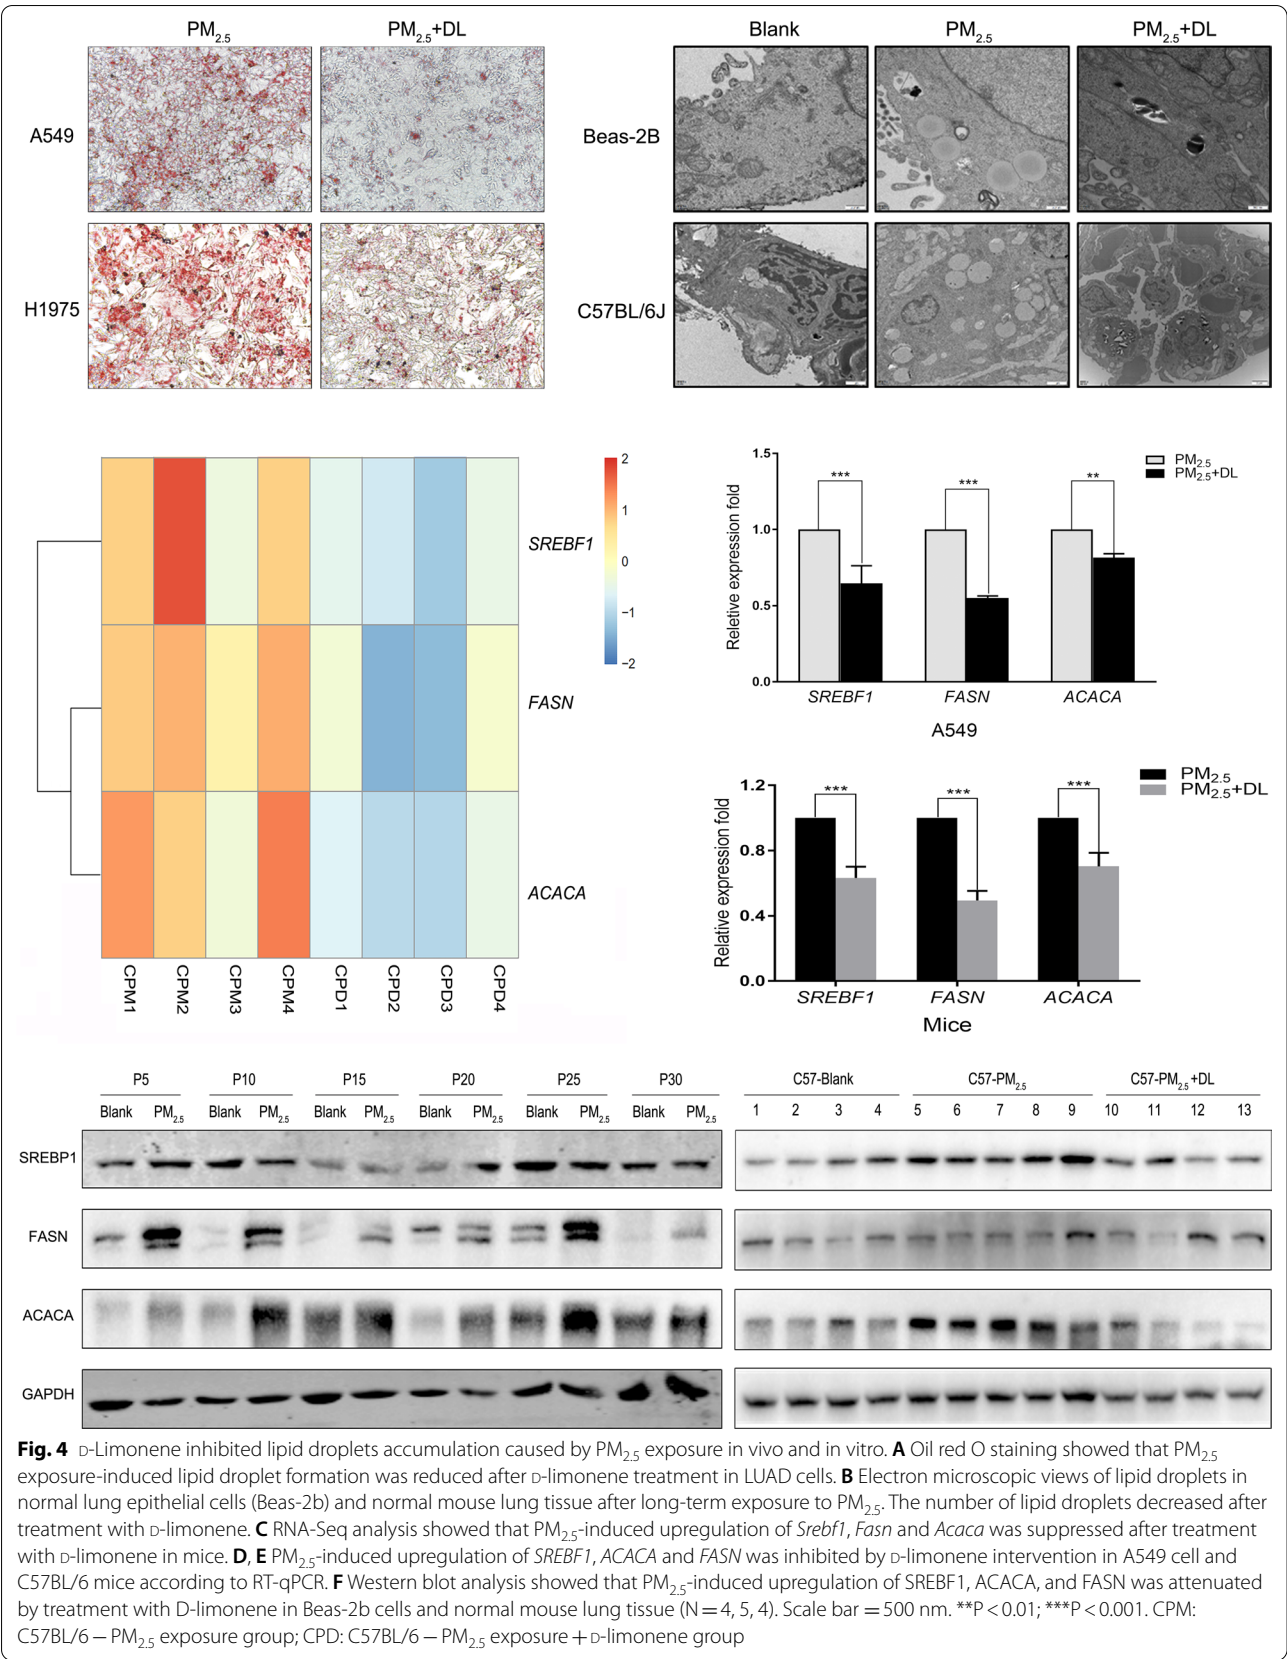 PM2.5 PM2.5+DL
A549
H1975
Blank PM2.5 PM2.5+DL
Beas-2B
C57BL/6J
SREBF1
FASN
ACACA
2
1
0
−1
−2
CPM1 CPM2 CPM3 CPM4 CPD1 CPD2 CPD3 CPD4
Reletive expression fold
1.5
1.0
0.5
0.0
*** *** **
PM2.5
PM2.5+DL
SREBF1 FASN ACACA
A549
Relative expression fold
1.2
0.8
0.4
0.0
*** *** ***
PM2.5
PM2.5+DL
SREBF1 FASN ACACA
Mice
P5 P10 P15 P20 P25 P30
Blank PM2.5 Blank PM2.5 Blank PM2.5 Blank PM2.5 Blank PM2.5 Blank PM2.5
C57-Blank C57-PM2.5 C57-PM2.5+DL
1 2 3 4 5 6 7 8 9 10 11 12 13
SREBP1
FASN
ACACA
GAPDH
Fig. 4 D-Limonene inhibited lipid droplets accumulation caused by PM2.5 exposure in vivo and in vitro. A Oil red O staining showed that PM2.5
exposure-induced lipid droplet formation was reduced after D-limonene treatment in LUAD cells. B Electron microscopic views of lipid droplets in
normal lung epithelial cells (Beas-2b) and normal mouse lung tissue after long-term exposure to PM2.5. The number of lipid droplets decreased after
treatment with D-limonene. C RNA-Seq analysis showed that PM2.5-induced upregulation of Srebf1, Fasn and Acaca was suppressed after treatment
with D-limonene in mice. D, E PM2.5-induced upregulation of SREBF1, ACACA and FASN was inhibited by D-limonene intervention in A549 cell and
C57BL/6 mice according to RT-qPCR. F Western blot analysis showed that PM2.5-induced upregulation of SREBF1, ACACA, and FASN was attenuated
by treatment with D-limonene in Beas-2b cells and normal mouse lung tissue (N = 4, 5, 4). Scale bar = 500 nm. **P < 0.01; ***P < 0.001. CPM:
C57BL/6 − PM2.5 exposure group; CPD: C57BL/6 − PM2.5 exposure + D-limonene group